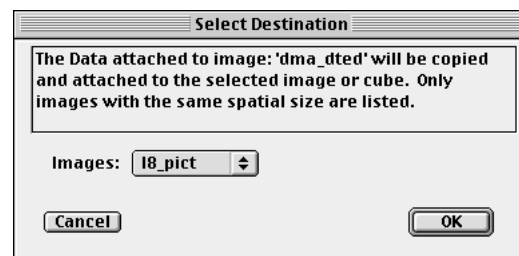 Select Destination
The Data attached to image: 'dma_dted' will be copied
and attached to the selected image or cube.  Only
images with the same spatial size are listed.
Images: I8_pict
Cancel OK